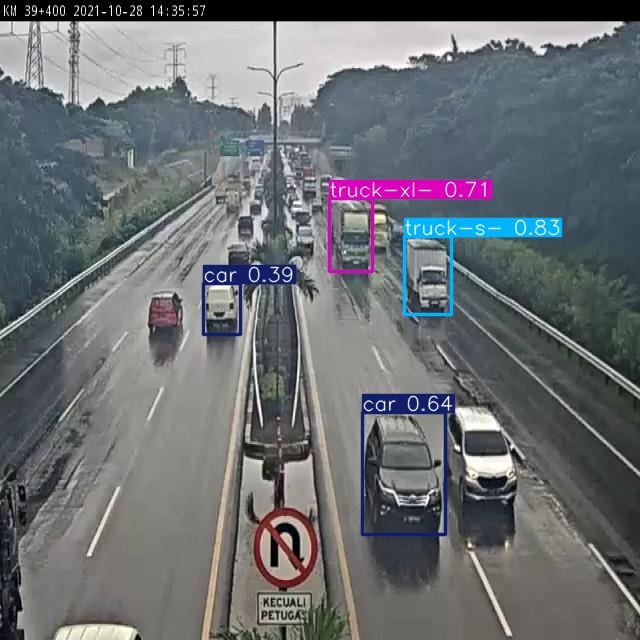 KM 39+400 2021-10-28 14:35:57
truck-xl- 0.71
truck-s- 0.83
car 0.39
car 0.64
KECUALI
PETUGAS